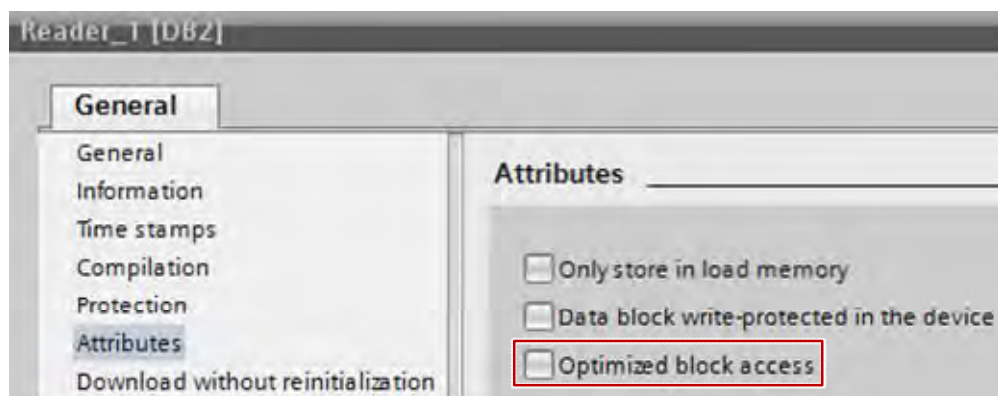 Reader_1 [DB2]
General
General
Information
Time stamps
Compilation
Protection
Attributes
Download without reinitialization
Attributes
Only store in load memory
Data block write-protected in the device
Optimized block access